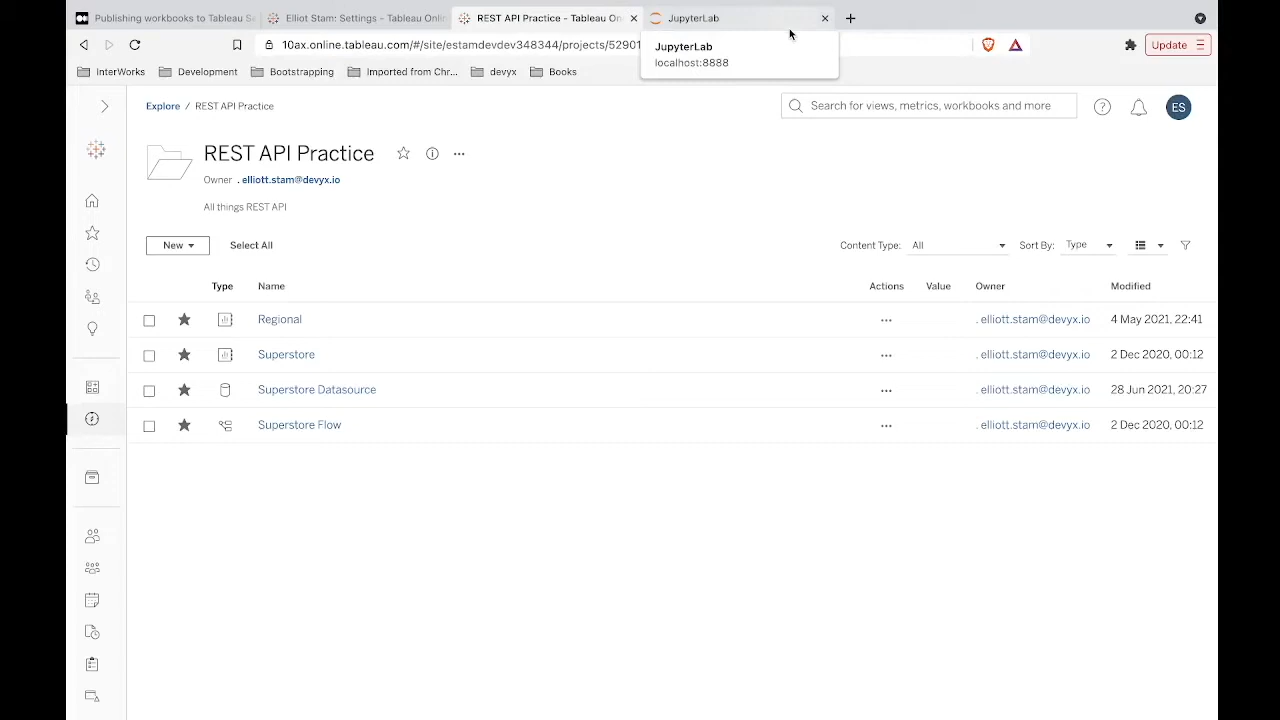 Publishing workbooks to Tableau Se
Elliot Stam: Settings - Tableau Onlin
REST API Practice - Tableau On
JupyterLab
10ax.online.tableau.com/#/site/estamdevdev348344/projects/52901
Update
JupyterLab
localhost:8888
InterWorks
Development
Bootstrapping
Imported from Chr...
devyx
Books
Explore / REST API Practice
Search for views, metrics, workbooks and more
?
ES
REST API Practice
Owner . elliott.stam@devyx.io
All things REST API
New
Select All
Content Type: All
Sort By: Type
Type Name Actions Value Owner Modified
Regional ... . elliott.stam@devyx.io 4 May 2021, 22:41
Superstore ... . elliott.stam@devyx.io 2 Dec 2020, 00:12
Superstore Datasource ... . elliott.stam@devyx.io 28 Jun 2021, 20:27
Superstore Flow ... . elliott.stam@devyx.io 2 Dec 2020, 00:12